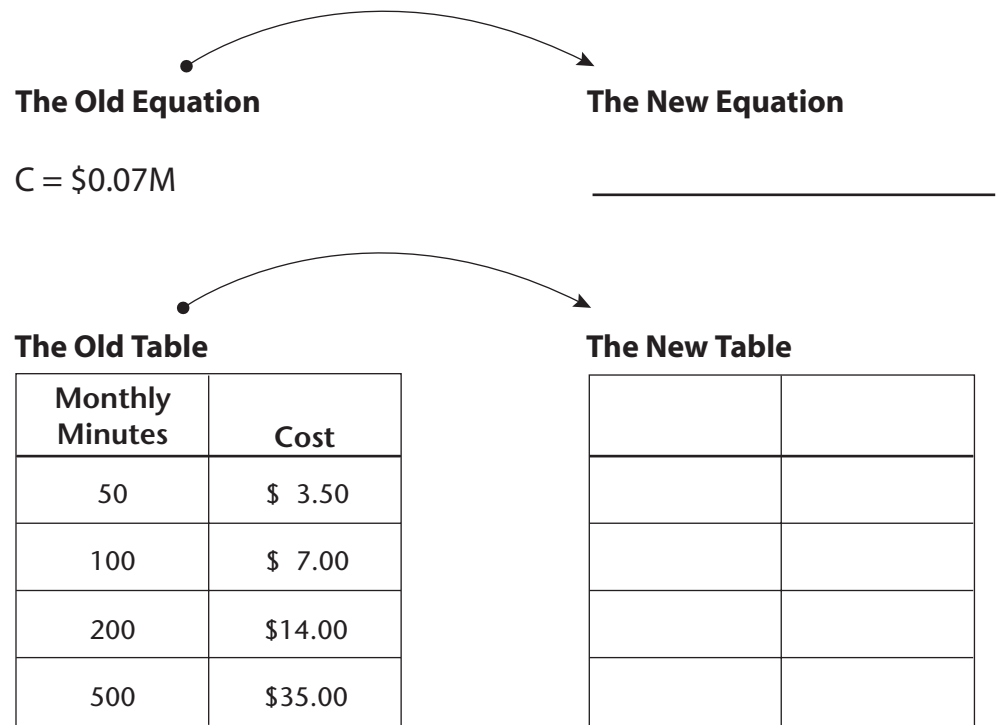 The Old Equation
The New Equation
C = $0.07M
The Old Table
The New Table
Monthly
Minutes
Cost
50
$ 3.50
100
$ 7.00
200
$14.00
500
$35.00